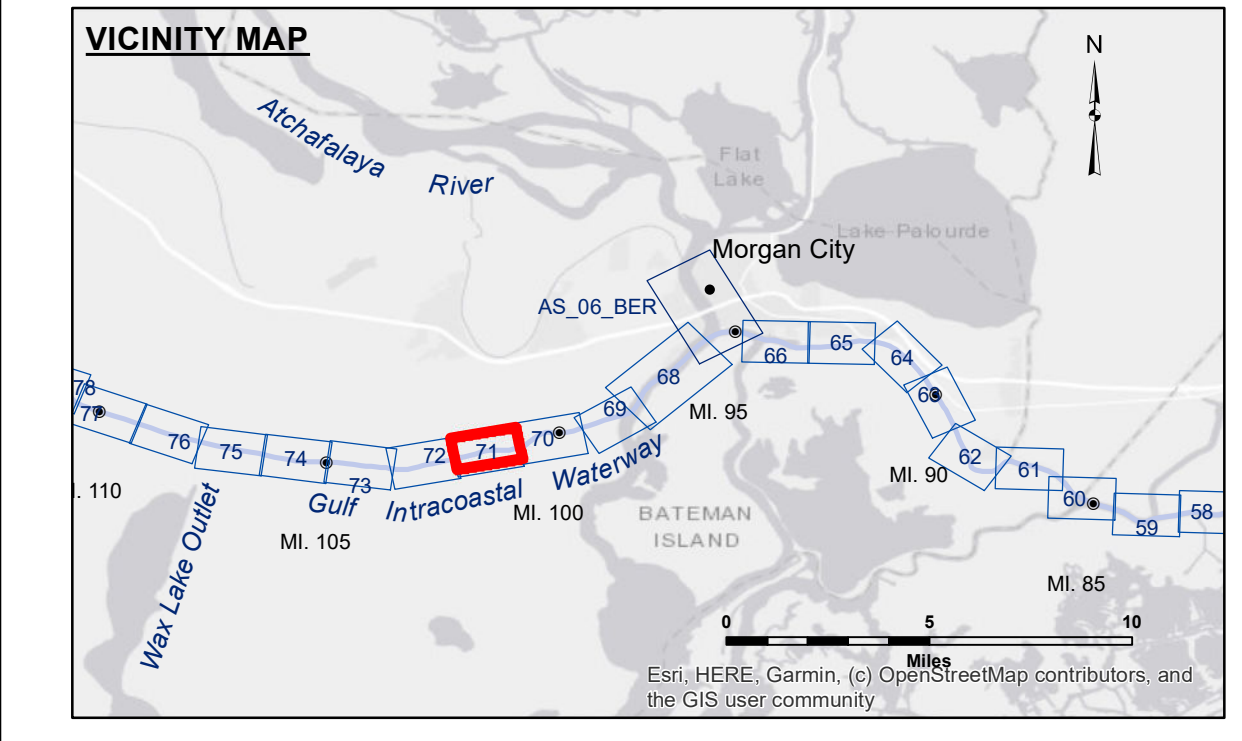 VICINITY MAP
N
Atchafalaya
River
Flat
Lake
Lake Palourde
Morgan City
AS_06_BER
66
65
64
63
62
61
60
59
58
68
69
70
71
72
73
74
75
76
77
78
MI. 95
MI. 90
MI. 85
MI. 100
MI. 105
I. 110
Gulf Intracoastal Waterway
Wax Lake Outlet
BATEMAN
ISLAND
0 5 10
Miles
Esri, HERE, Garmin, (c) OpenStreetMap contributors, and
the GIS user community